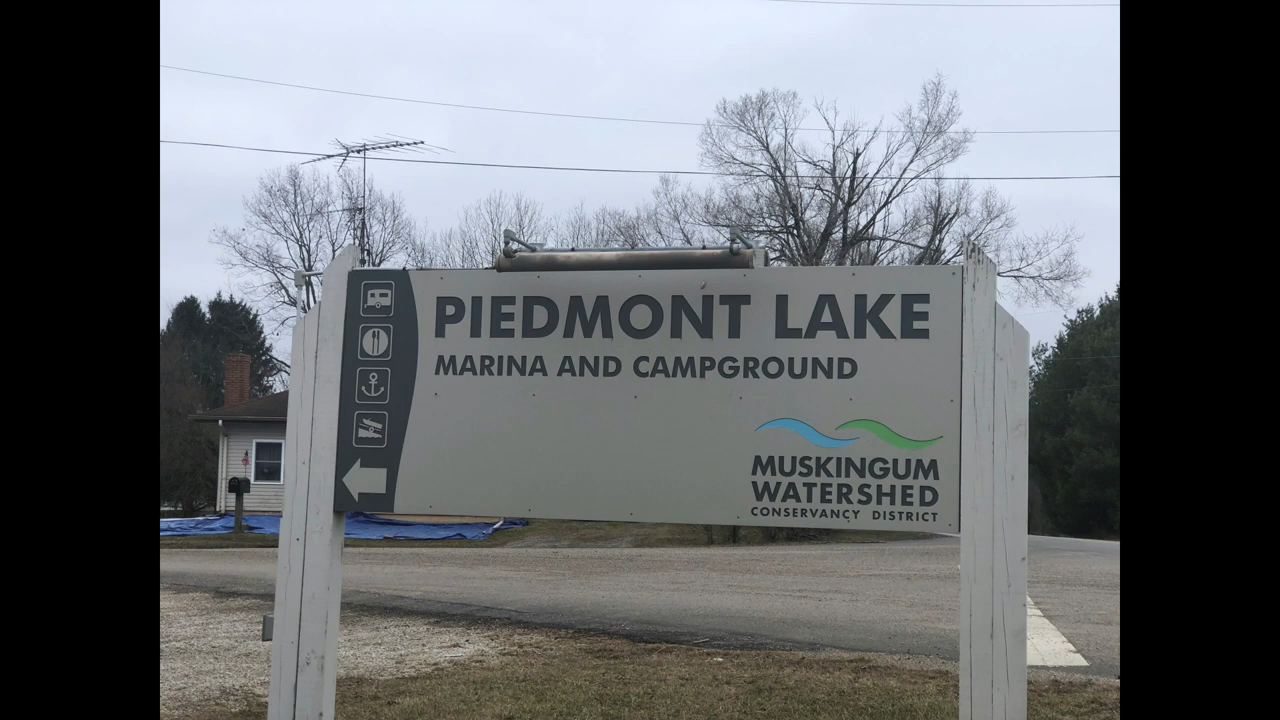 PIEDMONT LAKE
MARINA AND CAMPGROUND
MUSKINGUM
WATERSHED
CONSERVANCY DISTRICT